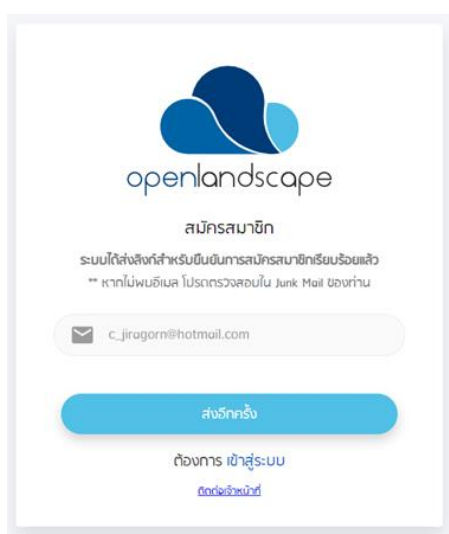 openlandscape
สมัครสมาชิก
ระบบได้ส่งลิงก์สำหรับยืนยันการสมัครสมาชิกเรียบร้อยแล้ว
** หากไม่พบอีเมล โปรดตรวจสอบใน Junk Mail ของท่าน
c_jiragorn@hotmail.com
ส่งอีกครั้ง
ต้องการ เข้าสู่ระบบ
ติดต่อเจ้าหน้าที่